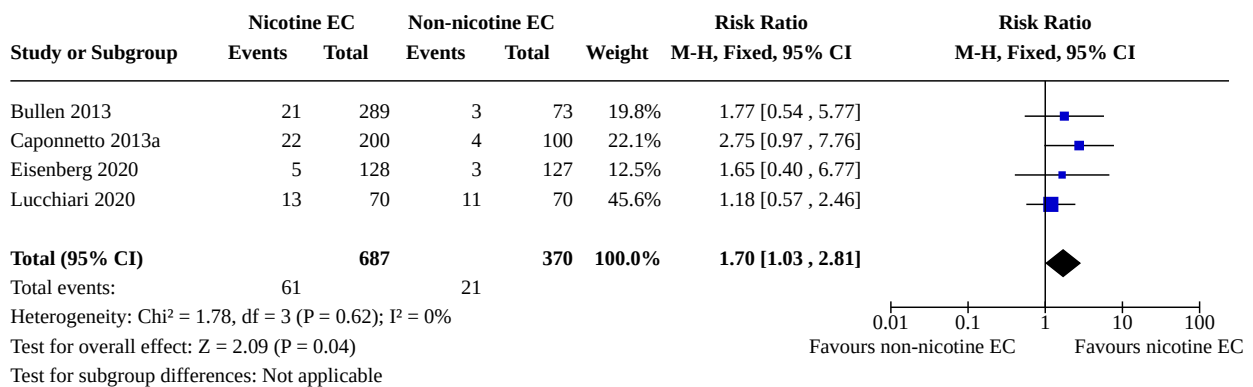 Nicotine EC Non-nicotine EC Risk Ratio Risk Ratio
Study or Subgroup Events Total Events Total Weight M-H, Fixed, 95% CI M-H, Fixed, 95% CI
Bullen 2013 21 289 3 73 19.8% 1.77 [0.54 , 5.77]
Caponnetto 2013a 22 200 4 100 22.1% 2.75 [0.97 , 7.76]
Eisenberg 2020 5 128 3 127 12.5% 1.65 [0.40 , 6.77]
Lucchiari 2020 13 70 11 70 45.6% 1.18 [0.57 , 2.46]
Total (95% CI) 687 370 100.0% 1.70 [1.03 , 2.81]
Total events: 61 21
Heterogeneity: Chi² = 1.78, df = 3 (P = 0.62); I² = 0%
Test for overall effect: Z = 2.09 (P = 0.04)
Test for subgroup differences: Not applicable
0.01 0.1 1 10 100
Favours non-nicotine EC Favours nicotine EC